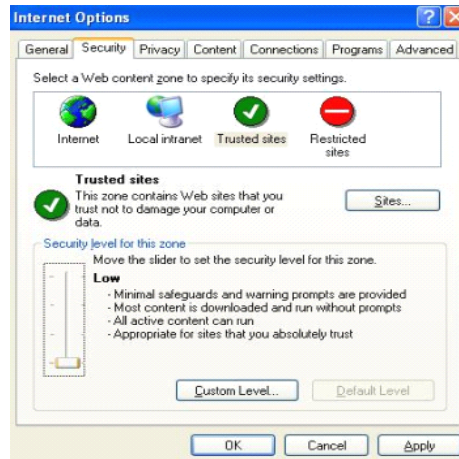 Internet Options
General Security Privacy Content Connections Programs Advanced
Select a Web content zone to specify its security settings.
Internet Local intranet Trusted sites Restricted
sites
Trusted sites
This zone contains Web sites that you
trust not to damage your computer or
data.
Sites...
Security level for this zone
Move the slider to set the security level for this zone.
Low
- Minimal safeguards and warning prompts are provided
- Most content is downloaded and run without prompts
- All active content can run
- Appropriate for sites that you absolutely trust
Custom Level... Default Level
OK Cancel Apply